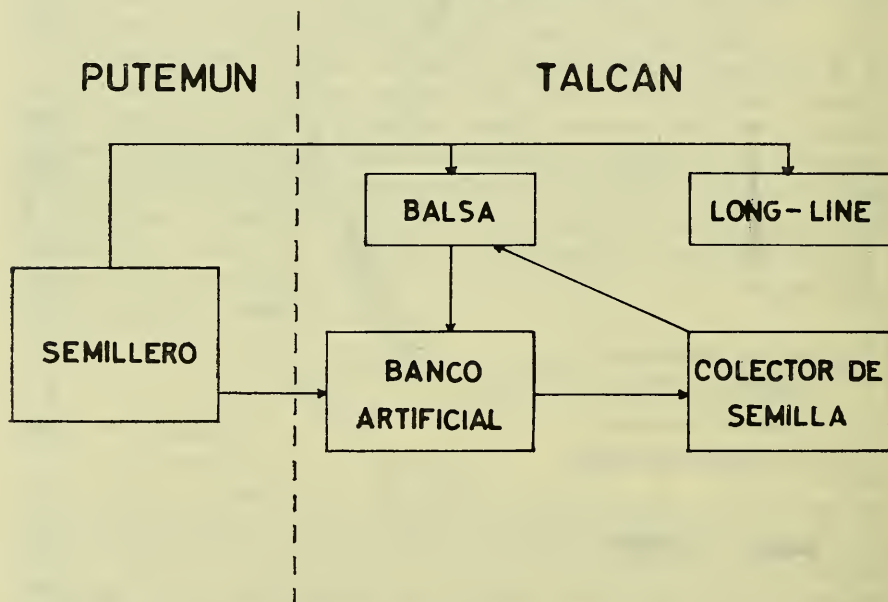 PUTEMUN
TALCAN
BALSA
LONG-LINE
SEMILLERO
BANCO
ARTIFICIAL
COLECTOR DE
SEMILLA